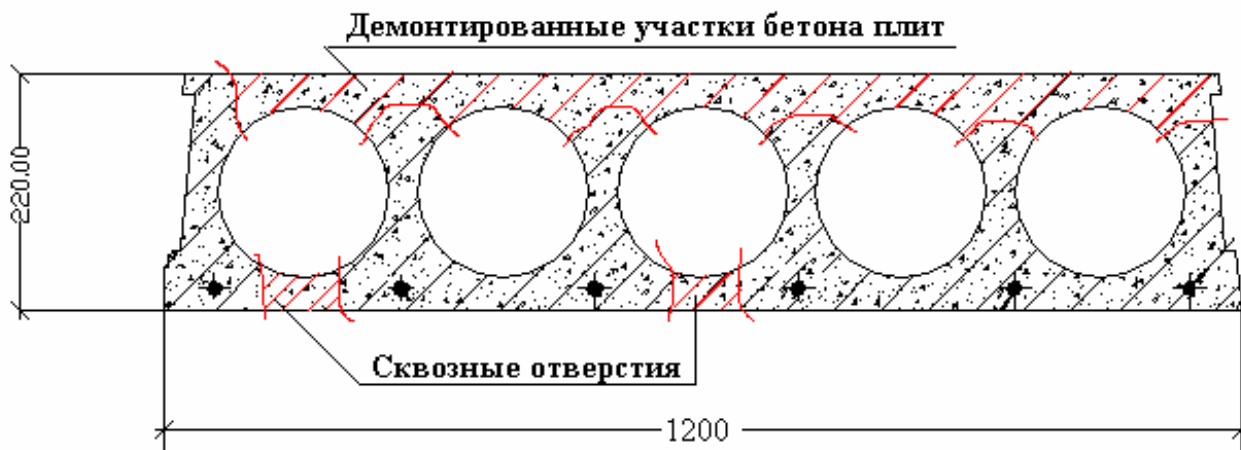 Демонтированные участки бетона плит
220.00
Сквозные отверстия
1200